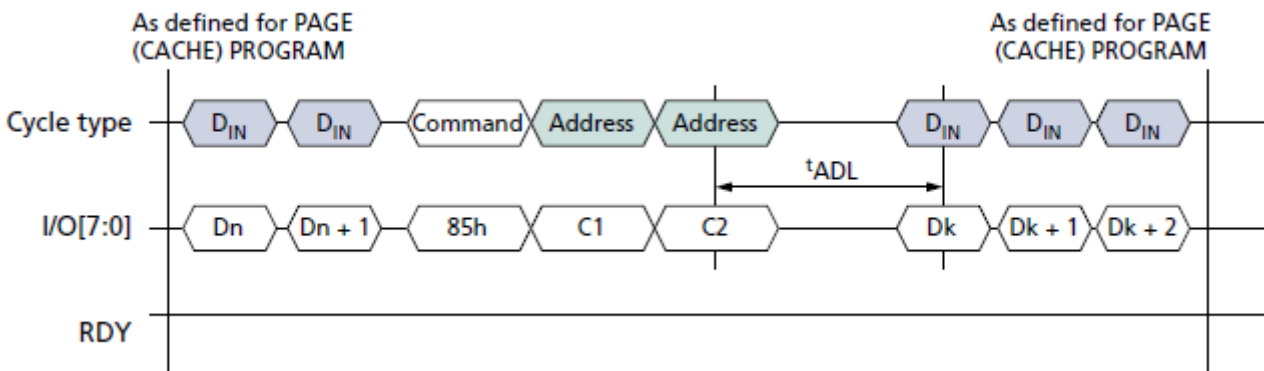 As defined for PAGE
(CACHE) PROGRAM
As defined for PAGE
(CACHE) PROGRAM
Cycle type DIN DIN Command Address Address DIN DIN DIN
tADL
I/O[7:0] Dn Dn + 1 85h C1 C2 Dk Dk + 1 Dk + 2
RDY